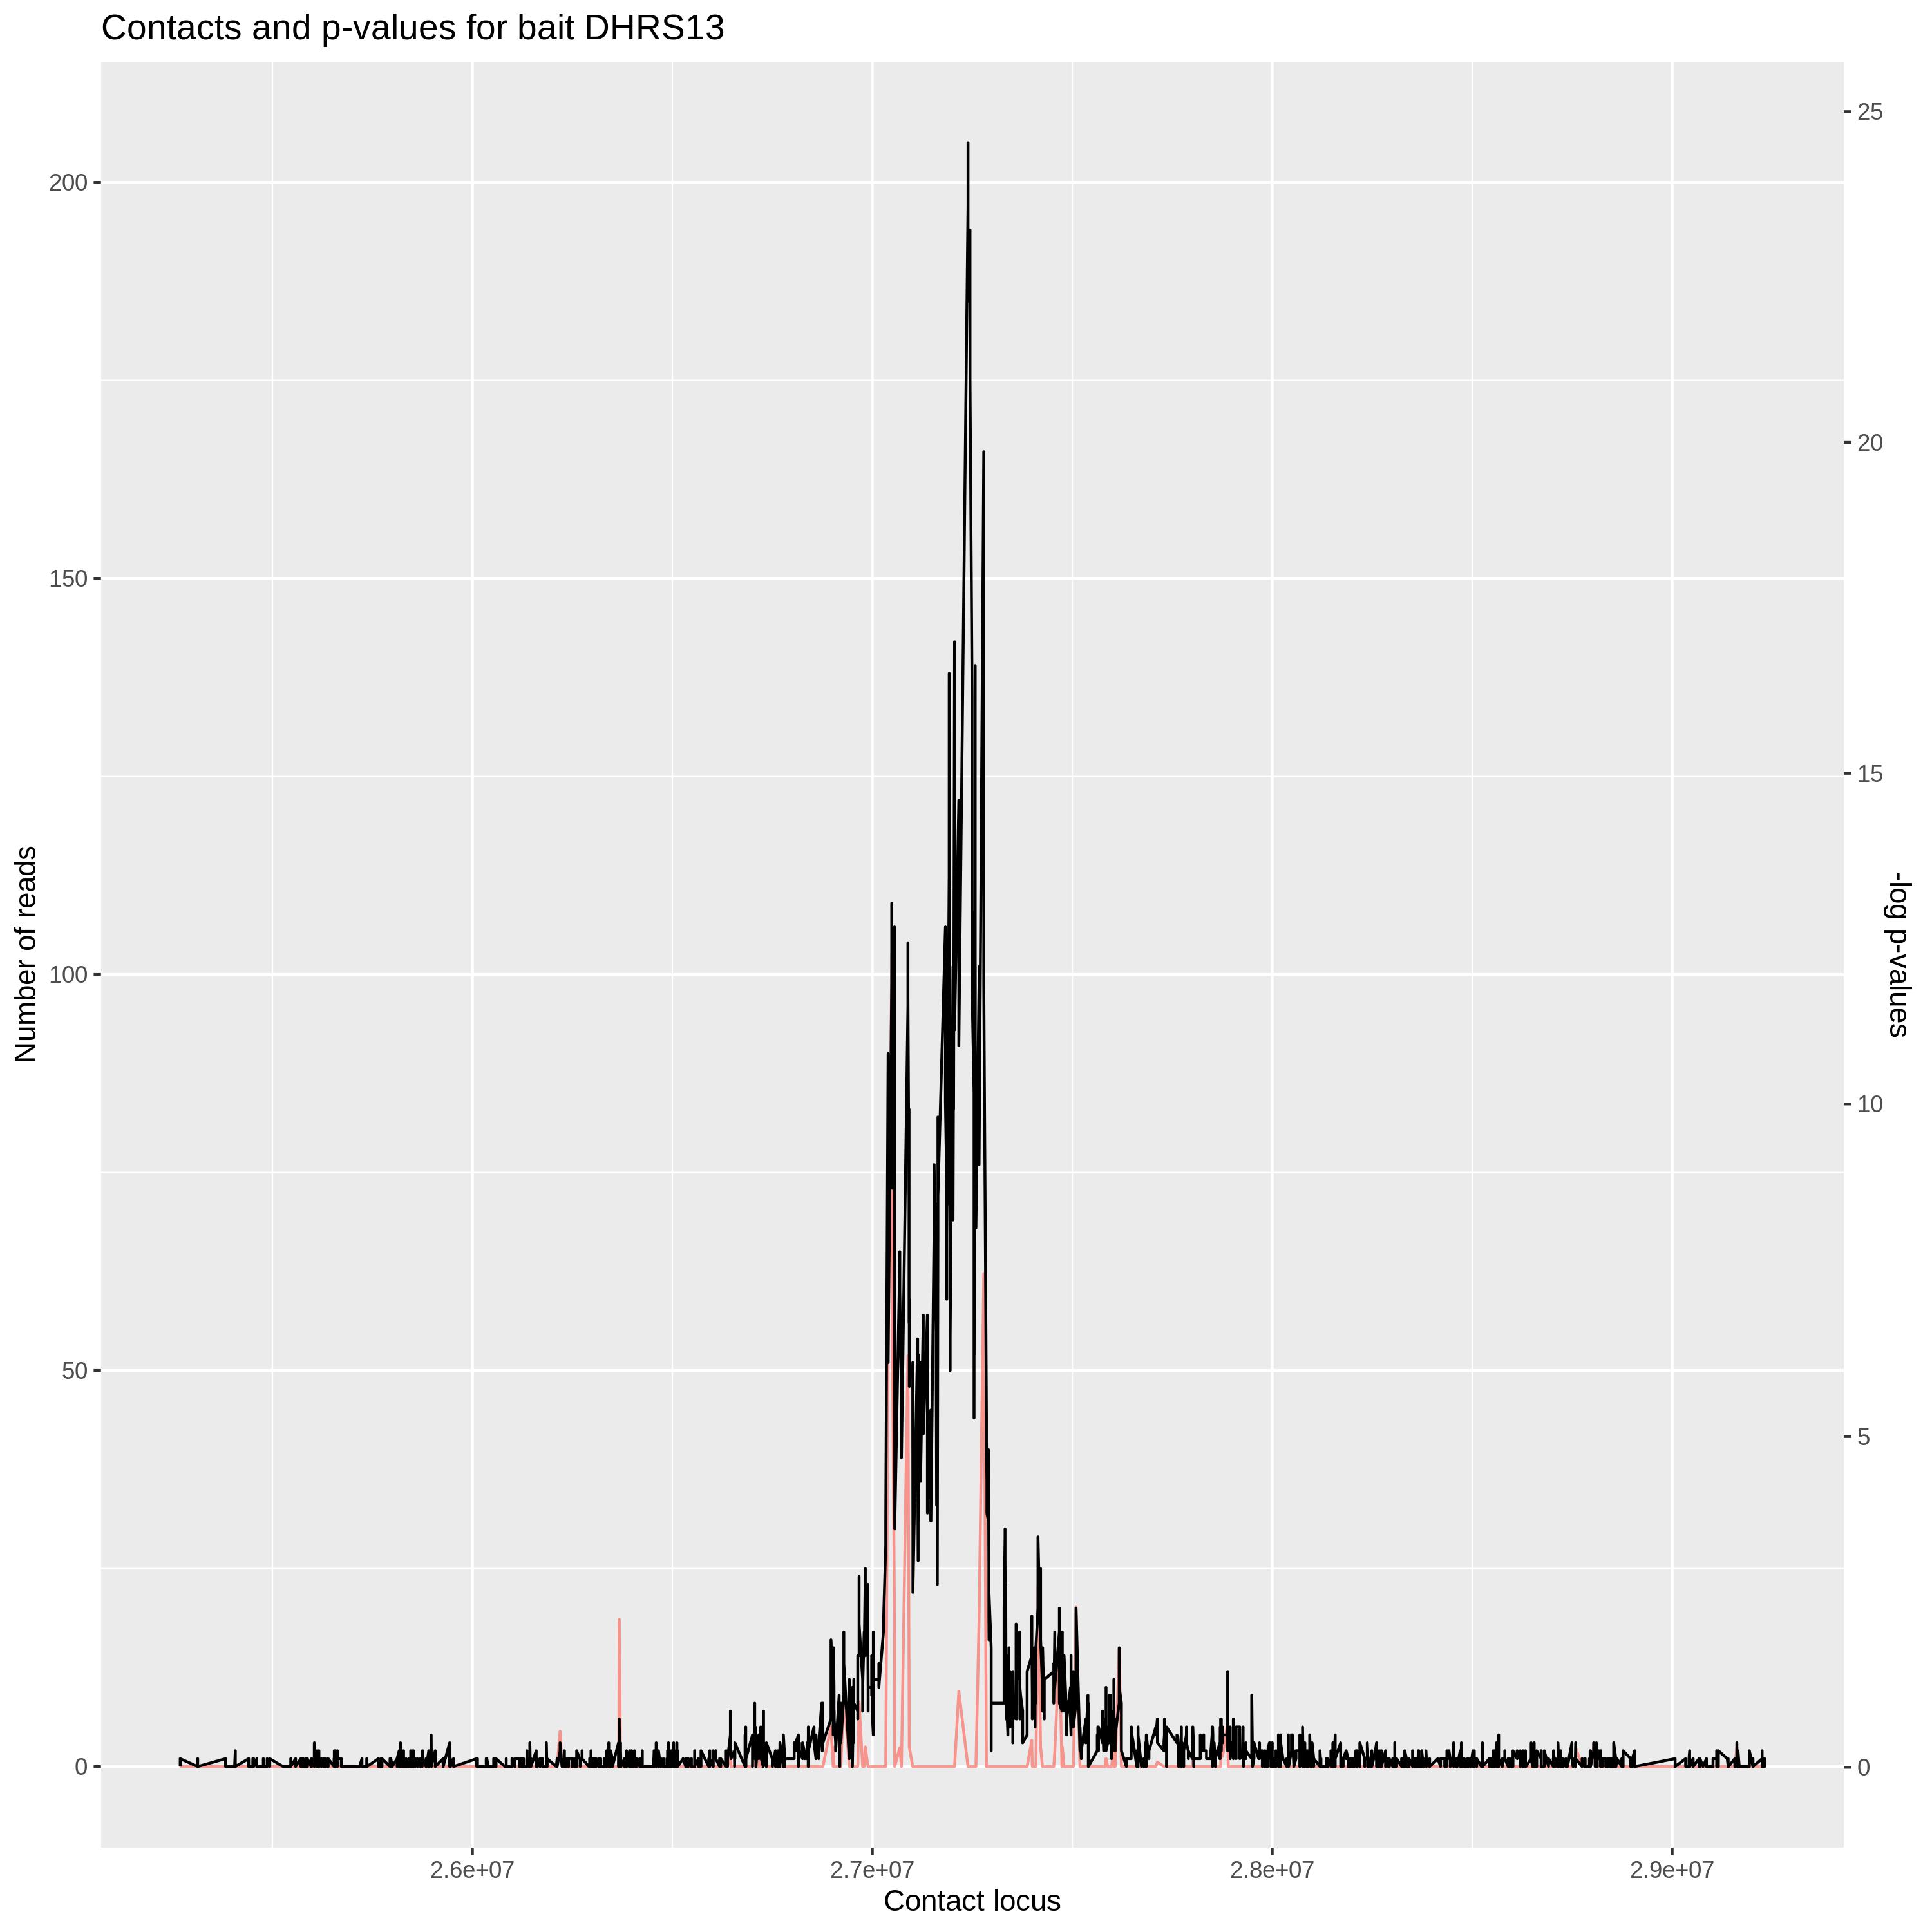 Contacts and p-values for bait DHRS13
200
150
100
50
0
Number of reads
25
20
15
10
5
0
-log p-values
2.6e+07
2.7e+07
2.8e+07
2.9e+07
Contact locus